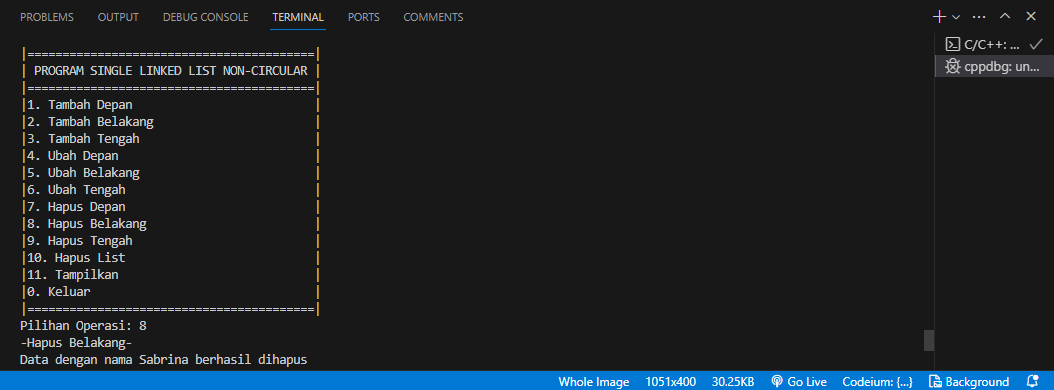 PROBLEMS OUTPUT DEBUG CONSOLE TERMINAL PORTS COMMENTS
C/C++: ...
cppdbg: un...
|=========================================|
| PROGRAM SINGLE LINKED LIST NON-CIRCULAR |
|=========================================|
|1. Tambah Depan |
|2. Tambah Belakang |
|3. Tambah Tengah |
|4. Ubah Depan |
|5. Ubah Belakang |
|6. Ubah Tengah |
|7. Hapus Depan |
|8. Hapus Belakang |
|9. Hapus Tengah |
|10. Hapus List |
|11. Tampilkan |
|0. Keluar |
|=========================================|
Pilihan Operasi: 8
-Hapus Belakang-
Data dengan nama Sabrina berhasil dihapus
Whole Image 1051x400 30.25KB Go Live Codeium: {...} Background